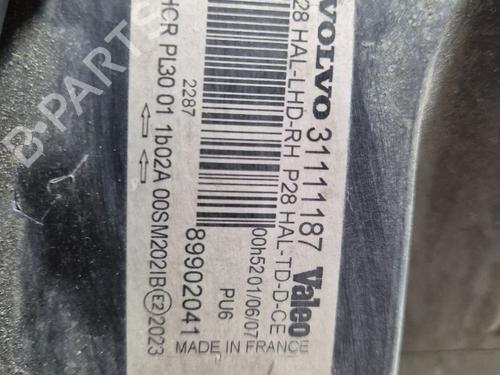 VOLVO 31111187 Valeo
P28 HAL-LHD-RH P28 HAL-TD-D-CE
00h52 01/06/07
2287 89902041 PU6
HCR PL30 01 1b02A 00SM202IB E2 2023
MADE IN FRANCE
B-PARTS